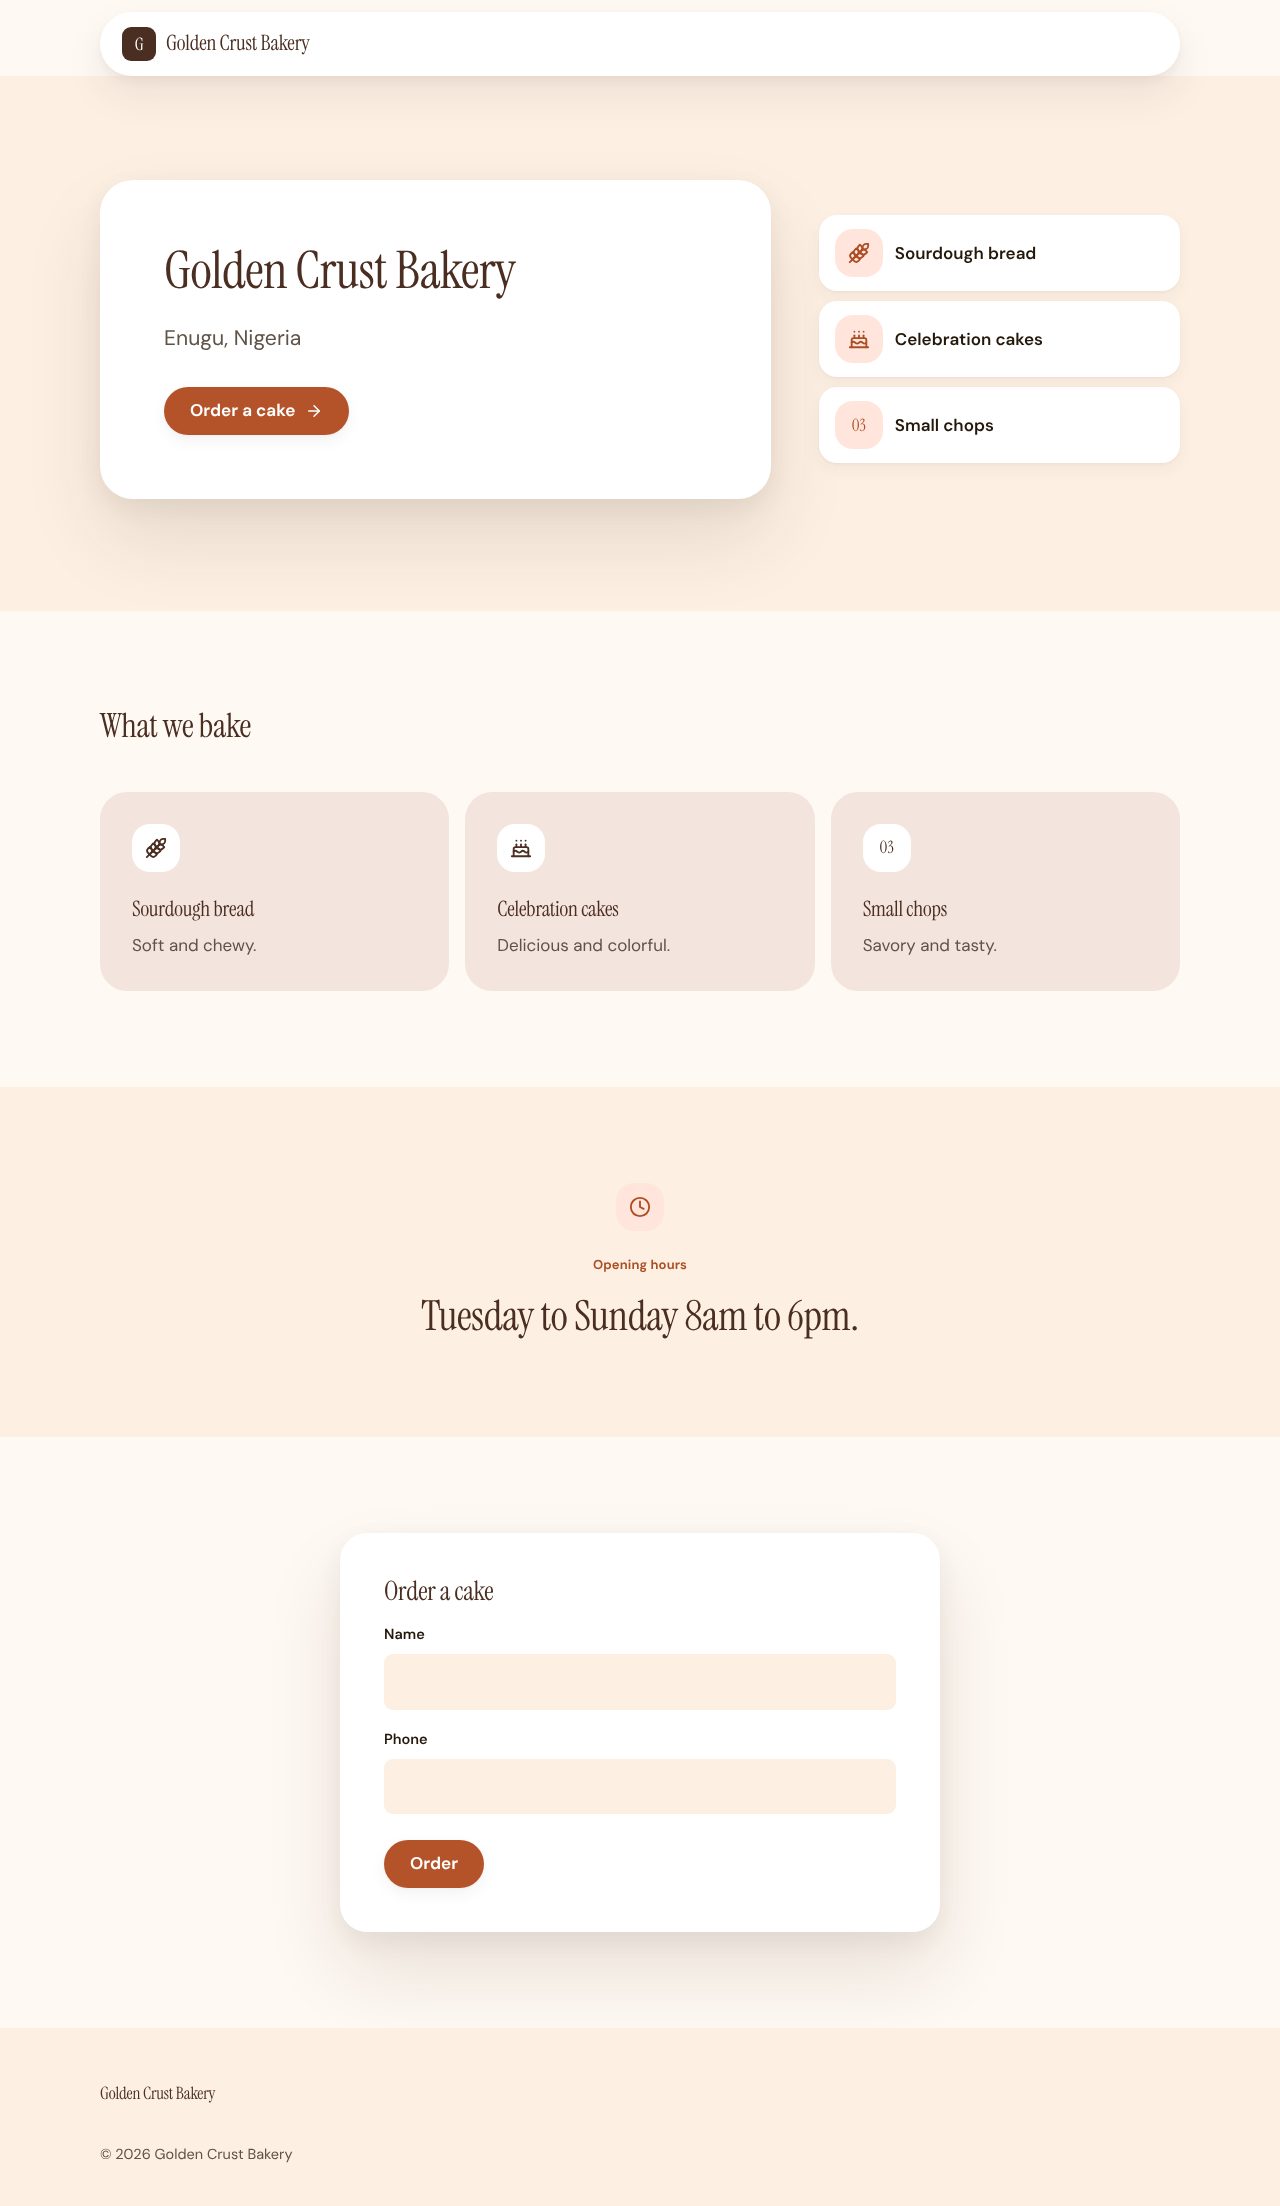 G Golden Crust Bakery
Golden Crust Bakery
Enugu, Nigeria
Order a cake
Sourdough bread
Celebration cakes
03 Small chops
What we bake
Sourdough bread
Soft and chewy.
Celebration cakes
Delicious and colorful.
03
Small chops
Savory and tasty.
Opening hours
Tuesday to Sunday 8am to 6pm.
Order a cake
Name
Phone
Order
Golden Crust Bakery
© 2026 Golden Crust Bakery